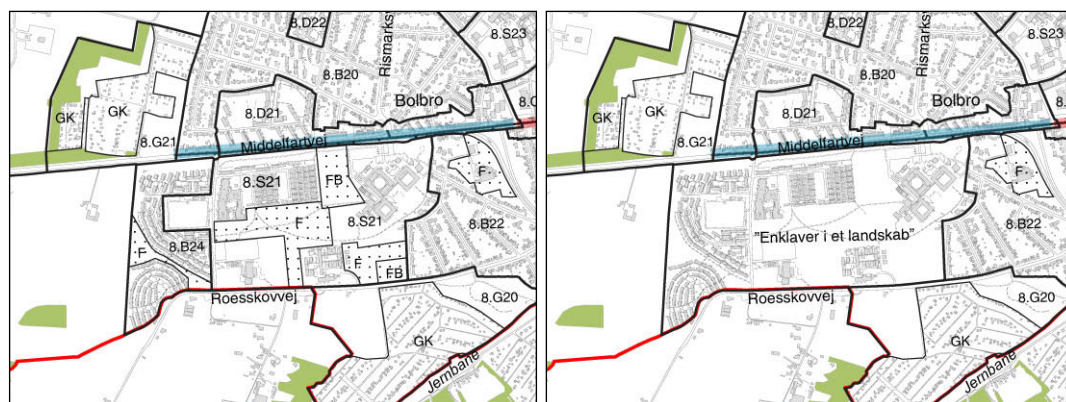 8.D22
Rismarksv
8.S23
8.B20
GK
GK
Bolbro
8.D21
8.G21
Middelfartvej
8.S21
FB
F
8.S21
F
8.B24
F
8.B22
F
FB
Roesskovvej
8.G20
GK
Jernbane
8.D22
Rismarksv
8.S23
8.B20
GK
GK
Bolbro
8.D21
8.G21
Middelfartvej
F
8.B22
"Enklaver i et landskab"
Roesskovvej
8.G20
GK
Jernbane